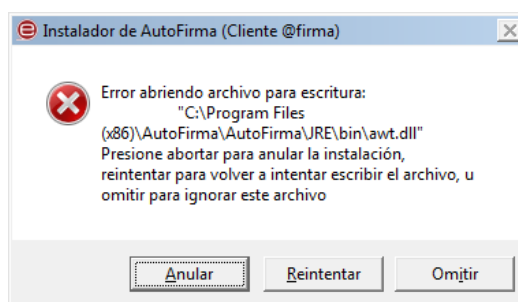 Instalador de AutoFirma (Cliente @firma)
Error abriendo archivo para escritura:
"C:\Program Files
(x86)\AutoFirma\AutoFirma\JRE\bin\awt.dll"
Presione abortar para anular la instalación,
reintentar para volver a intentar escribir el archivo, u
omitir para ignorar este archivo
Anular Reintentar Omitir